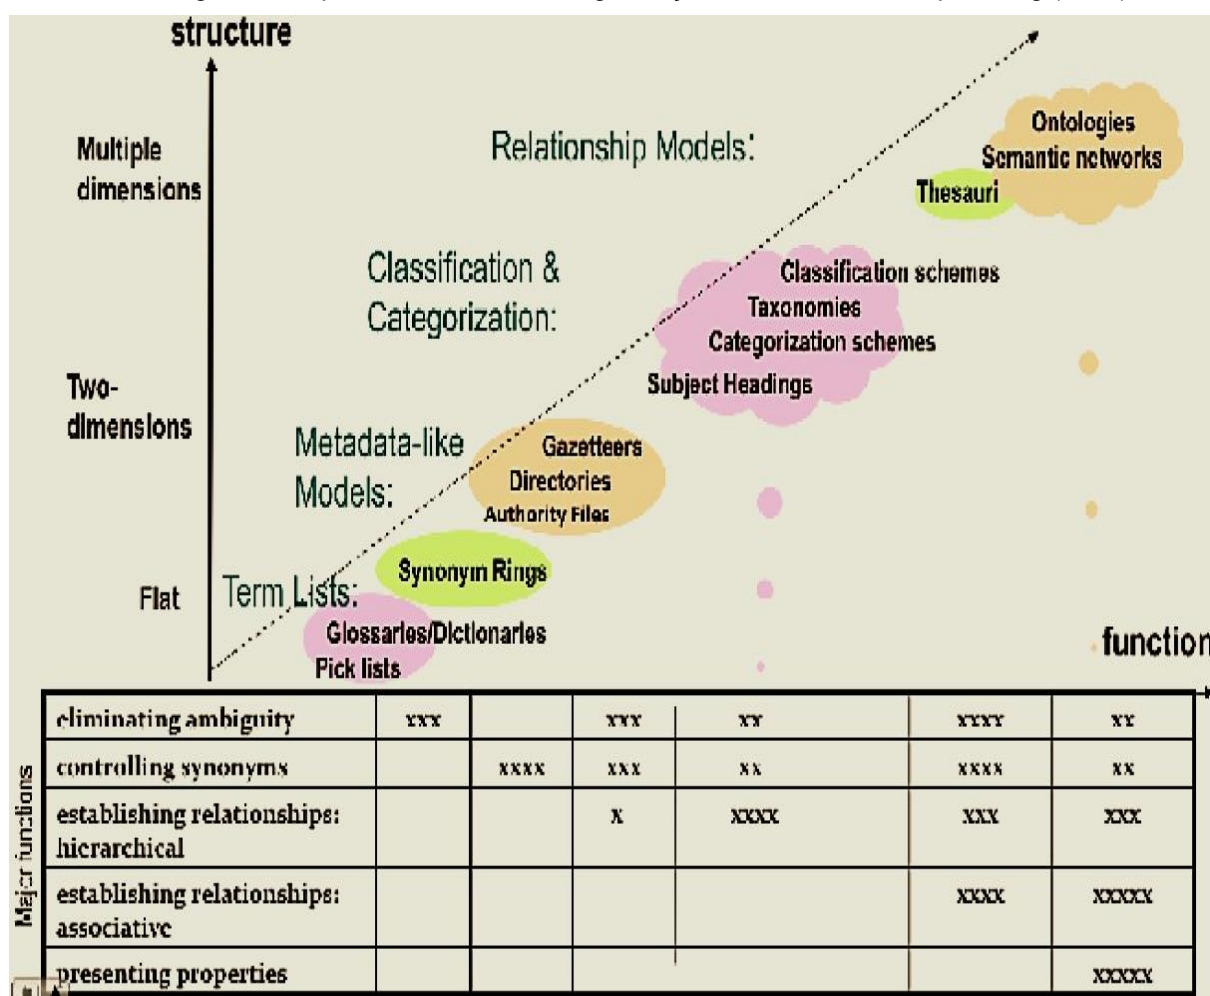 structure
Multiple
dimensions
Relationship Models:
Ontologies
Semantic networks
Thesauri
Classification &
Categorization:
Classification schemes
Taxonomies
Categorization schemes
Subject Headings
Two-
dimensions
Metadata-like
Models:
Gazetteers
Directories
Authority Files
Synonym Rings
Flat
Term Lists:
Glossaries/Dictionaries
Pick lists
function
Major functions
eliminating ambiguity xxx xxx xx xxxx xx
controlling synonyms xxxx xxx xx xxxx xx
establishing relationships: x xxxx xxx xxx
hierarchical
establishing relationships: xxxx xxxxx
associative
presenting properties xxxxx